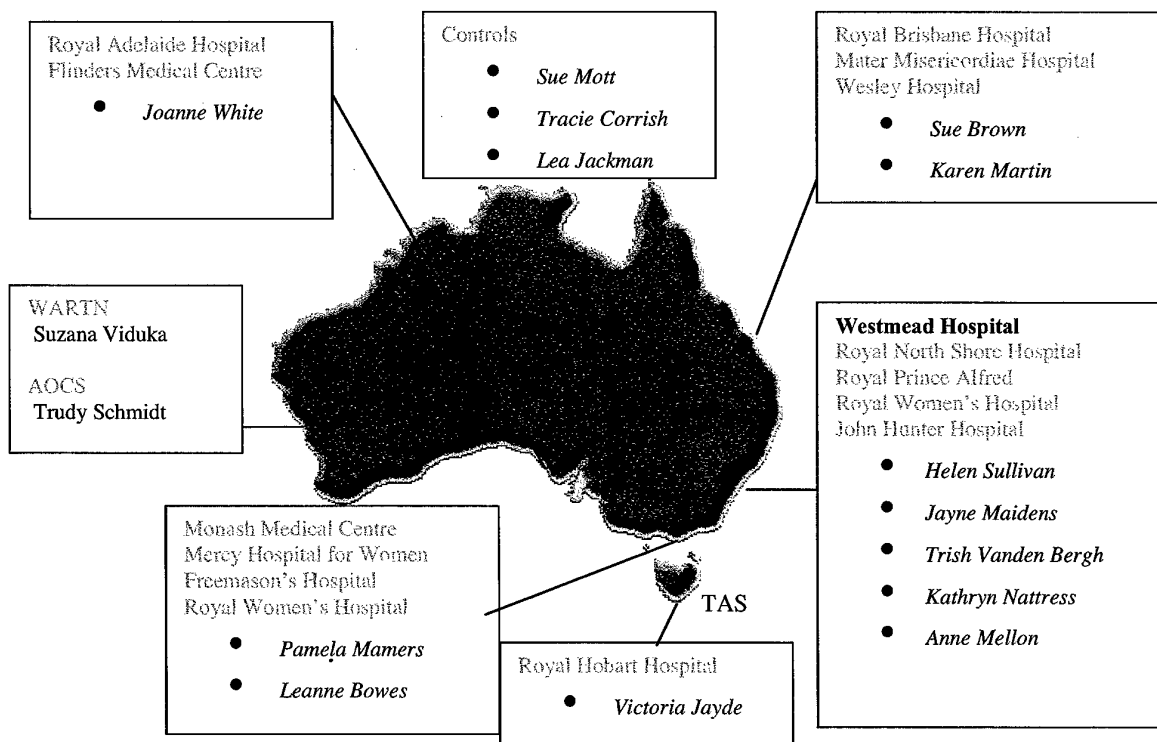 Royal Adelaide Hospital
Flinders Medical Centre
● Joanne White
Controls
● Sue Mott
● Tracie Corrish
● Lea Jackman
Royal Brisbane Hospital
Mater Misericordiae Hospital
Wesley Hospital
● Sue Brown
● Karen Martin
WARTN
Suzana Viduka
AOCS
Trudy Schmidt
Westmead Hospital
Royal North Shore Hospital
Royal Prince Alfred
Royal Women's Hospital
John Hunter Hospital
● Helen Sullivan
● Jayne Maidens
● Trish Vanden Bergh
● Kathryn Nattress
● Anne Mellon
Monash Medical Centre
Mercy Hospital for Women
Freemason's Hospital
Royal Women's Hospital
● Pamela Mamers
● Leanne Bowes
TAS
Royal Hobart Hospital
● Victoria Jayde